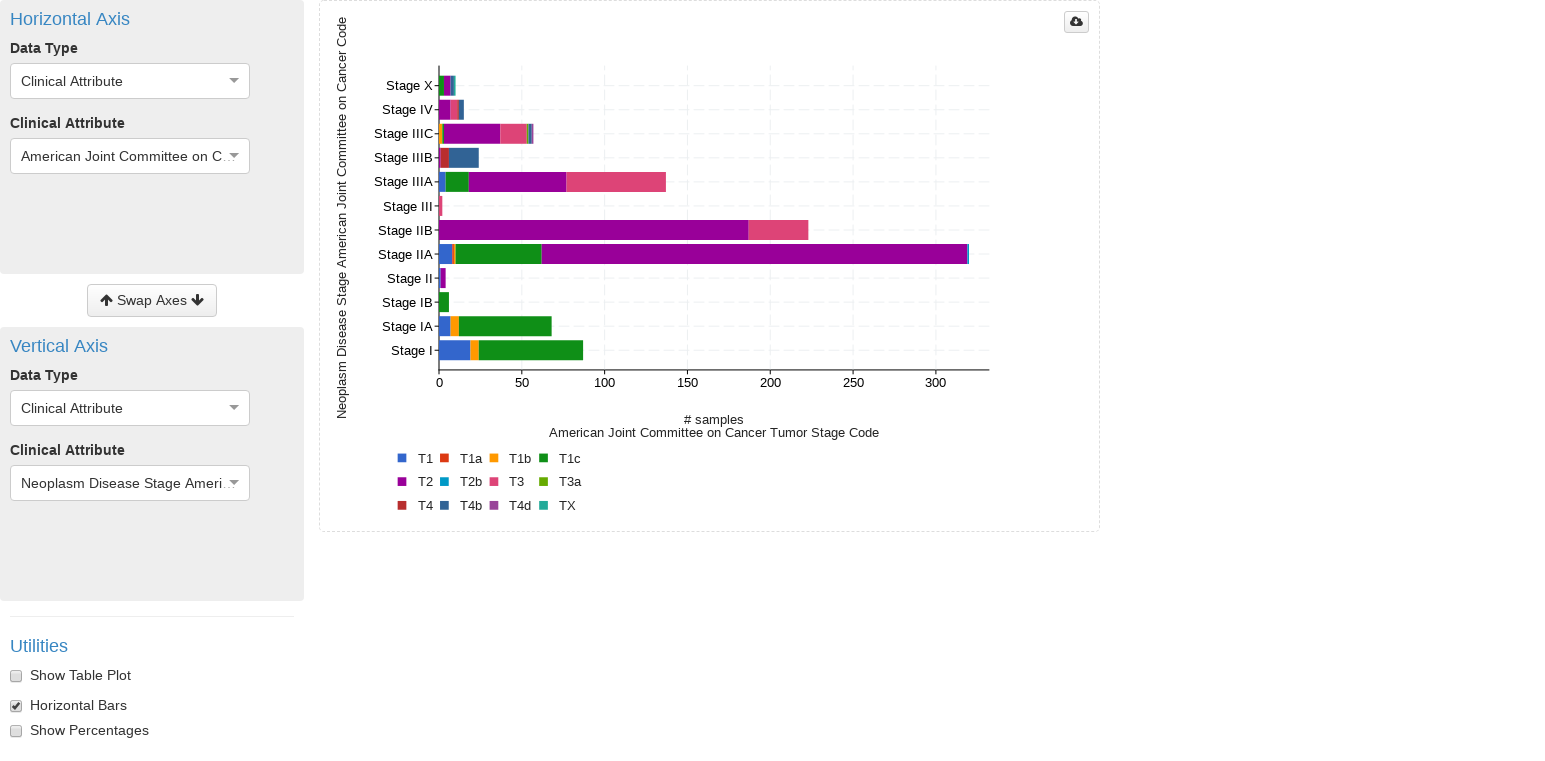 Horizontal Axis
Data Type
Clinical Attribute
Clinical Attribute
American Joint Committee on C...
Swap Axes
Vertical Axis
Data Type
Clinical Attribute
Clinical Attribute
Neoplasm Disease Stage Ameri...
Utilities
Show Table Plot
Horizontal Bars
Show Percentages
Neoplasm Disease Stage American Joint Committee on Cancer Code
Stage X
Stage IV
Stage IIIC
Stage IIIB
Stage IIIA
Stage III
Stage IIB
Stage IIA
Stage II
Stage IB
Stage IA
Stage I
0 50 100 150 200 250 300
# samples
American Joint Committee on Cancer Tumor Stage Code
T1 T1a T1b T1c
T2 T2b T3 T3a
T4 T4b T4d TX